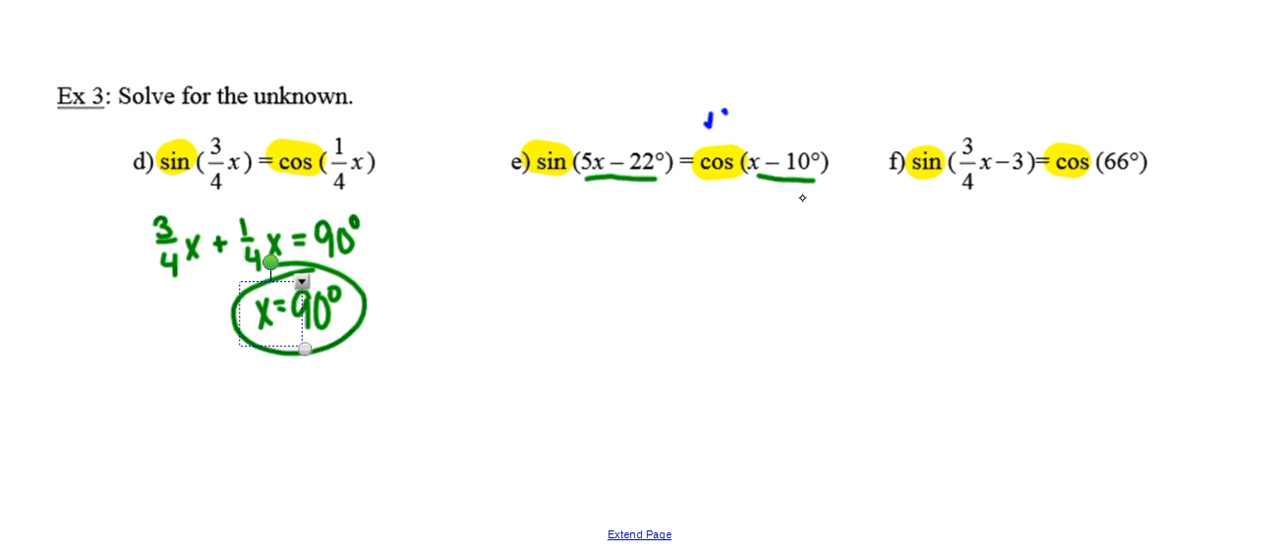 Ex 3: Solve for the unknown.
d) sin (3/4 x) = cos (1/4 x)
e) sin (5x – 22°) = cos (x – 10°)
f) sin (3/4 x–3)= cos (66°)
3/4 x + 1/4 x = 90°
x = 90°
Extend Page